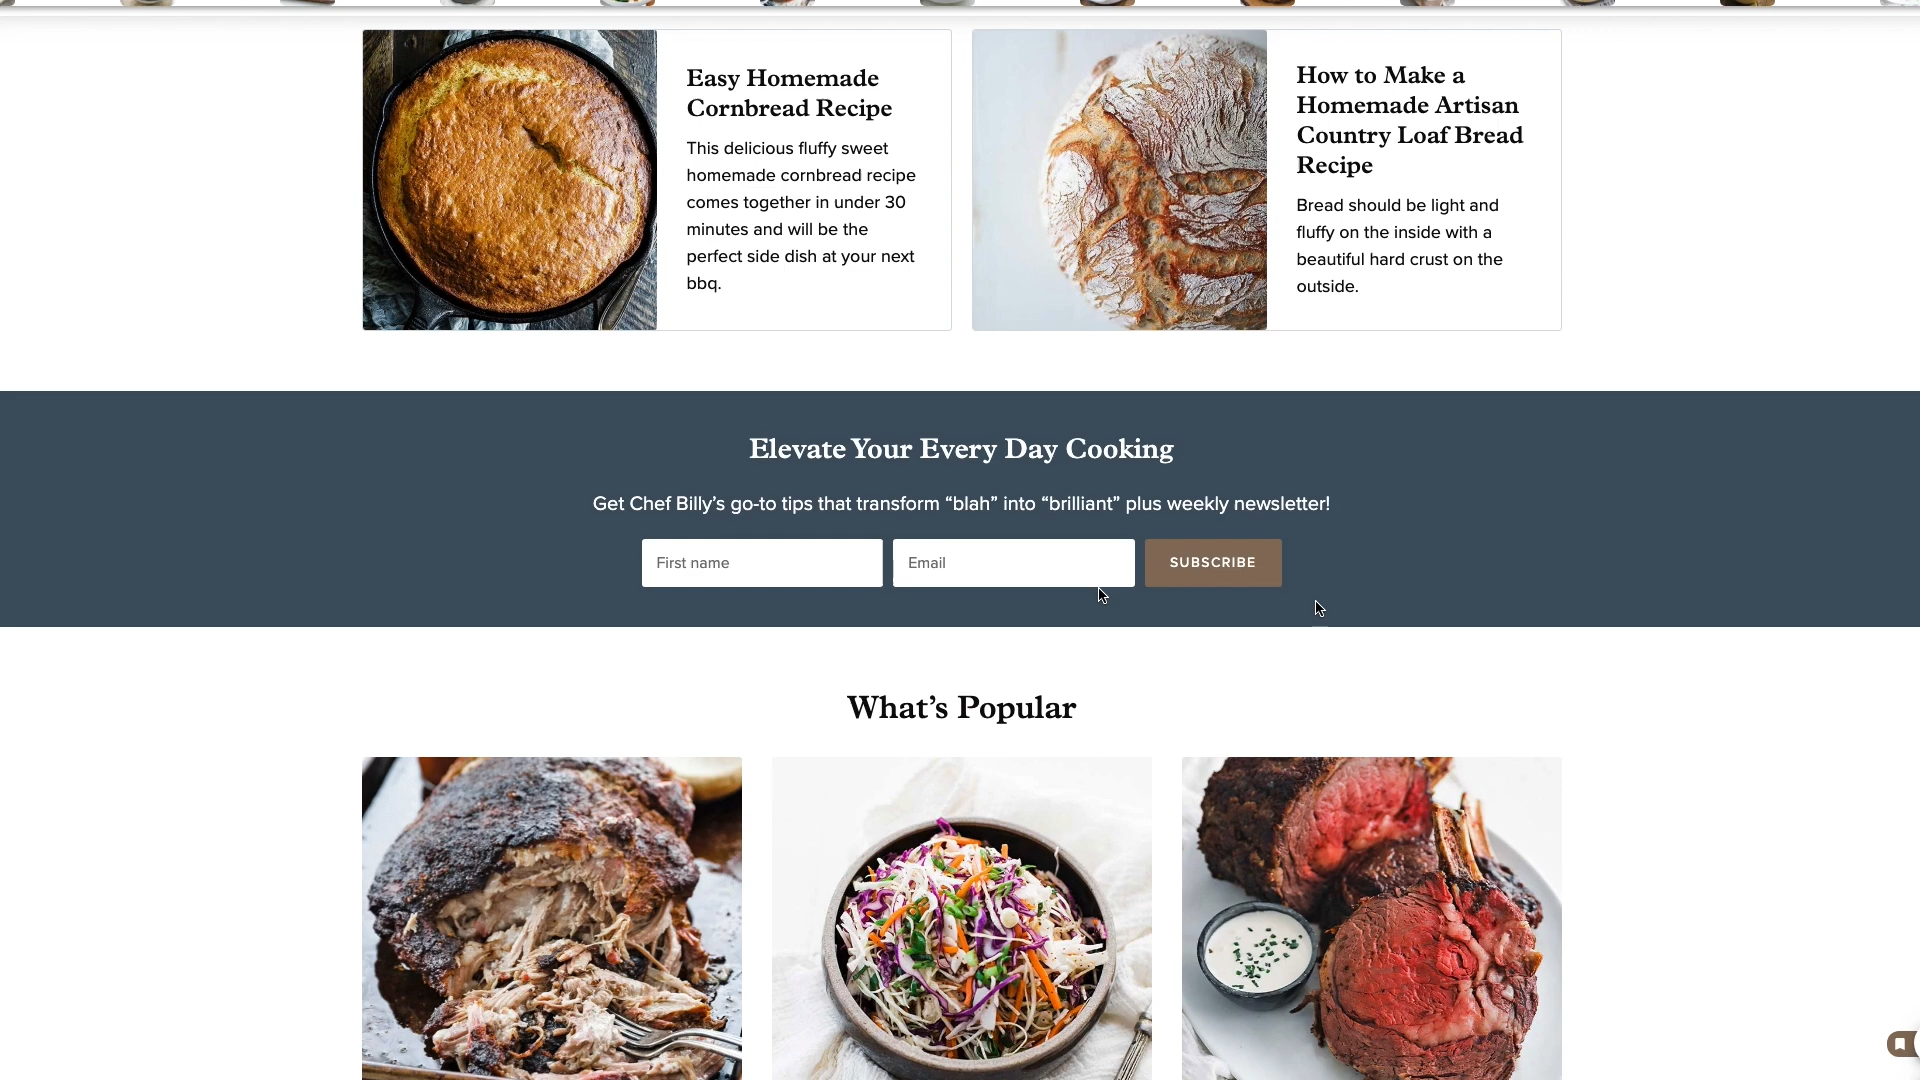 Easy Homemade
Cornbread Recipe
This delicious fluffy sweet
homemade cornbread recipe
comes together in under 30
minutes and will be the
perfect side dish at your next
bbq.
How to Make a
Homemade Artisan
Country Loaf Bread
Recipe
Bread should be light and
fluffy on the inside with a
beautiful hard crust on the
outside.
Elevate Your Every Day Cooking
Get Chef Billy’s go-to tips that transform “blah” into “brilliant” plus weekly newsletter!
First name
Email
SUBSCRIBE
What’s Popular